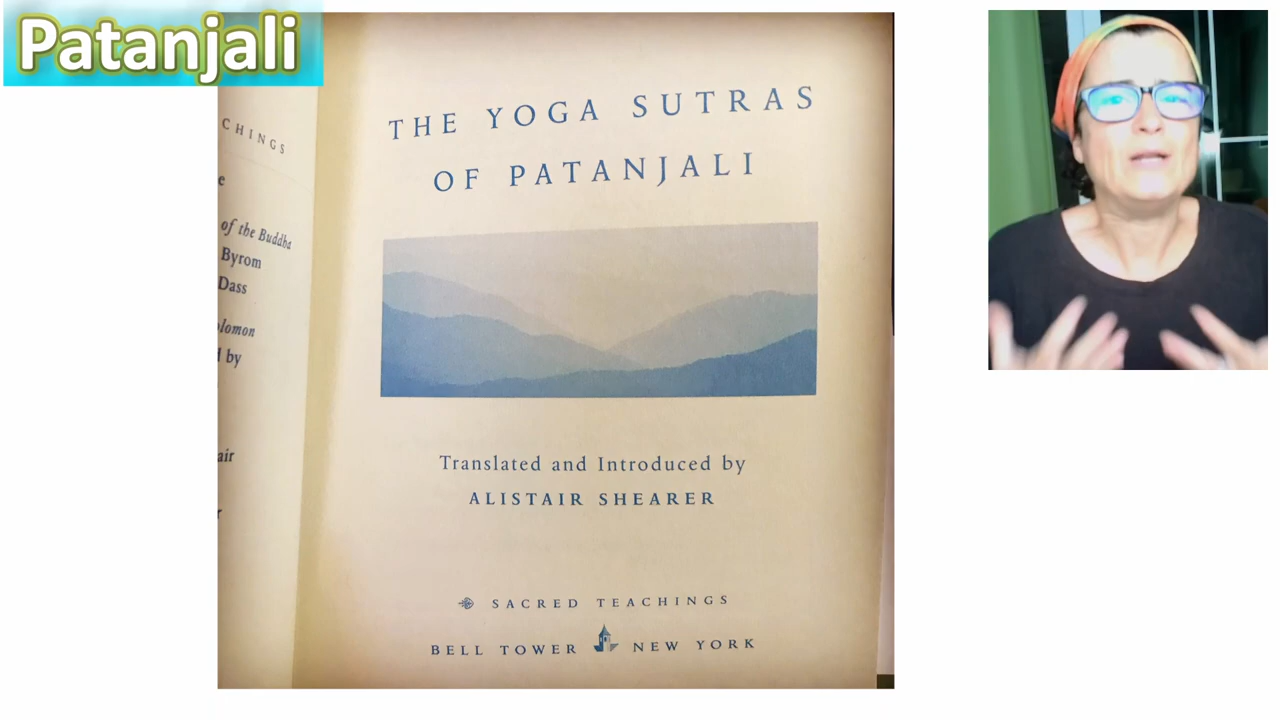 Patanjali
CHINGS
e
of the Buddha
Byrom
Dass
olomon
d by
air
r
THE YOGA SUTRAS
OF PATANJALI
Translated and Introduced by
ALISTAIR SHEARER
SACRED TEACHINGS
BELL TOWER NEW YORK